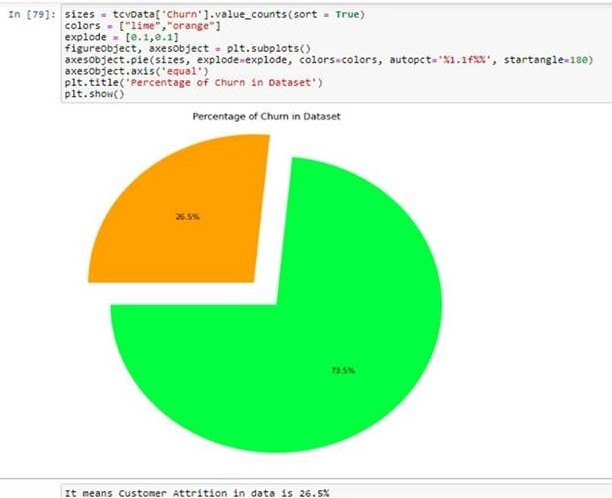 In [79]: sizes = tcvData['Churn'].value_counts(sort = True)
colors = ["lime","orange"]
explode = [0.1,0.1]
figureObject, axesObject = plt.subplots()
axesObject.pie(sizes, explode=explode, colors=colors, autopct='%1.1f%%', startangle=180)
axesObject.axis('equal')
plt.title('Percentage of Churn in Dataset')
plt.show()
Percentage of Churn in Dataset
26.5%
73.5%
It means Customer Attrition in data is 26.5%